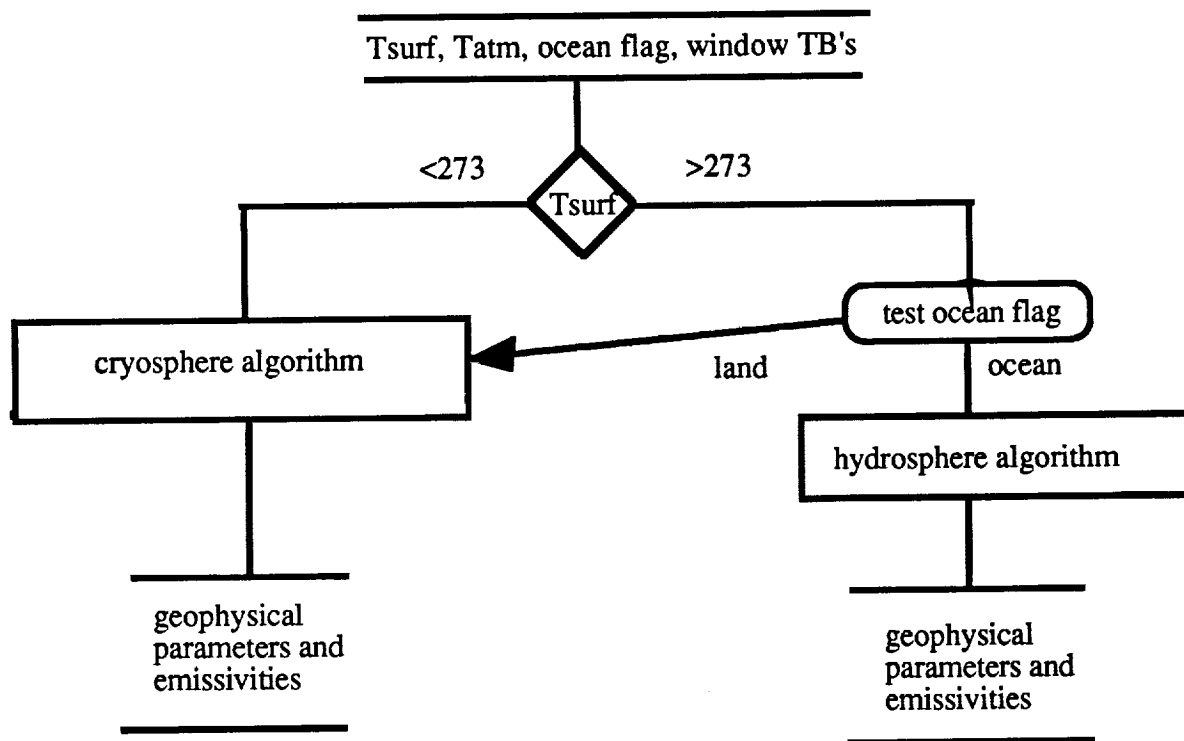 Tsurf, Tatm, ocean flag, window TB's
<273
>273
Tsurf
test ocean flag
cryosphere algorithm
land
ocean
hydrosphere algorithm
geophysical
parameters and
emissivities
geophysical
parameters and
emissivities